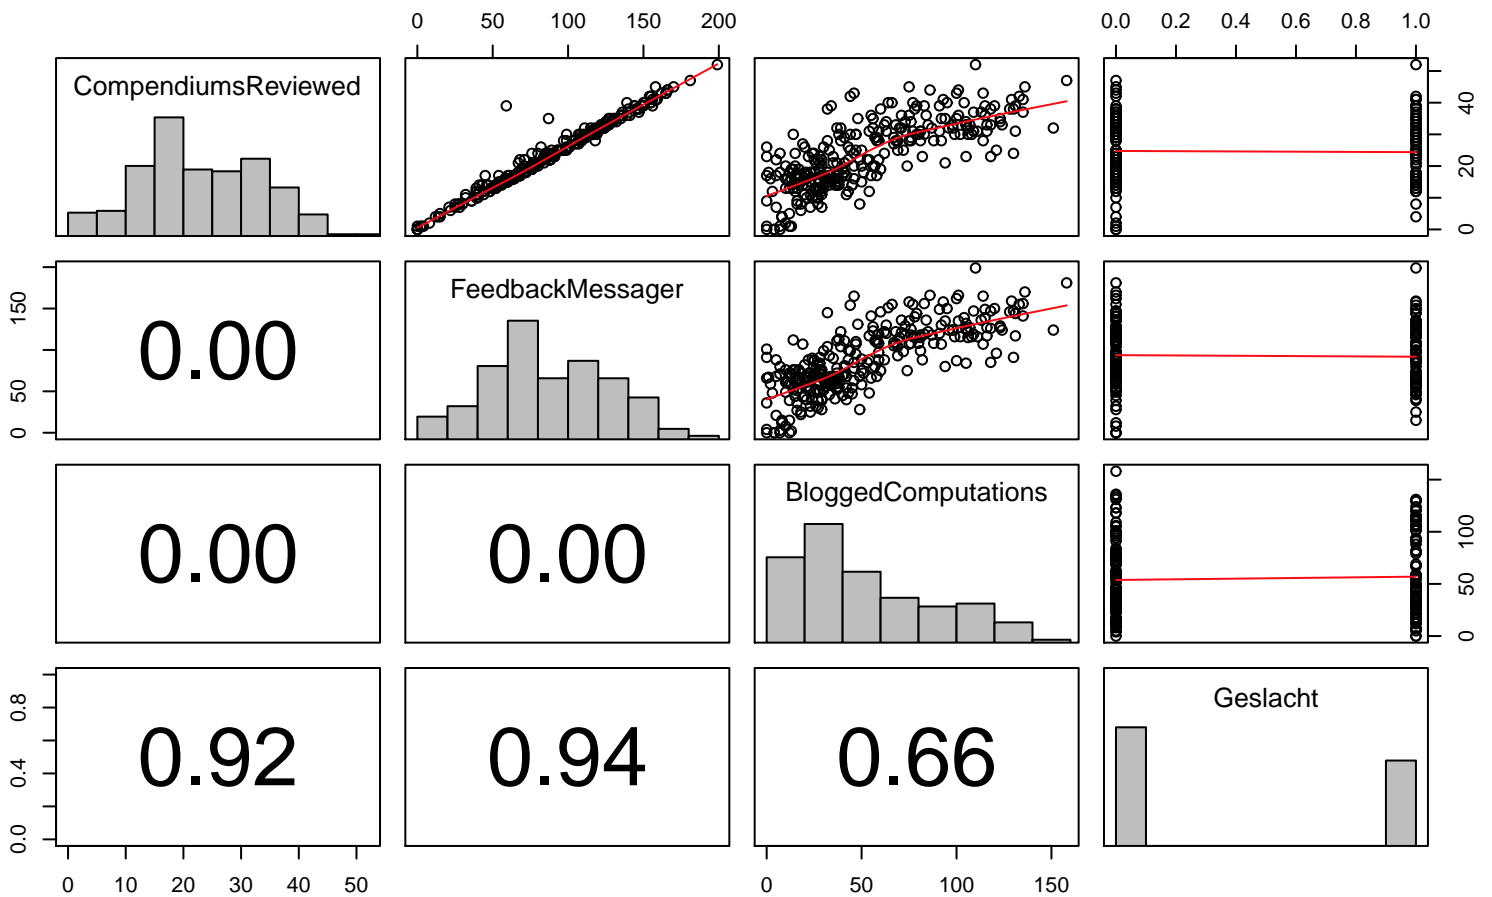 0 50 100 150 200 0.0 0.2 0.4 0.6 0.8 1.0
CompendiumsReviewed
0 20 40
FeedbackMessager
0 50 150
0.00
BloggedComputations
0.00 0.00
0 50 100
Geslacht
0.0 0.4 0.8
0.92 0.94 0.66
0 10 20 30 40 50 0 50 100 150